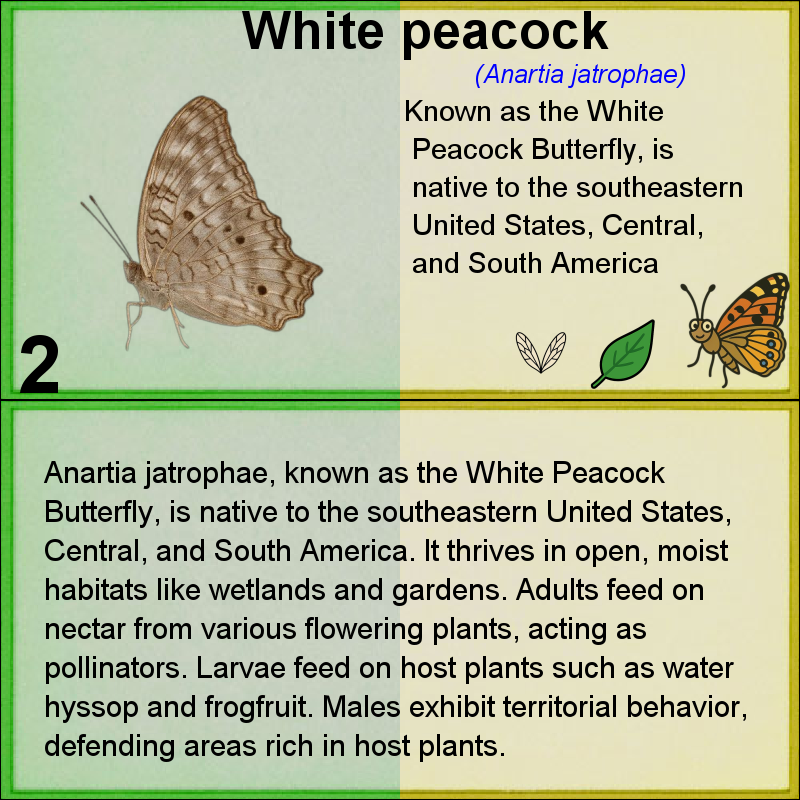 White peacock
(Anartia jatrophae)
Known as the White
Peacock Butterfly, is
native to the southeastern
United States, Central,
and South America
2
Anartia jatrophae, known as the White Peacock
Butterfly, is native to the southeastern United States,
Central, and South America. It thrives in open, moist
habitats like wetlands and gardens. Adults feed on
nectar from various flowering plants, acting as
pollinators. Larvae feed on host plants such as water
hyssop and frogfruit. Males exhibit territorial behavior,
defending areas rich in host plants.